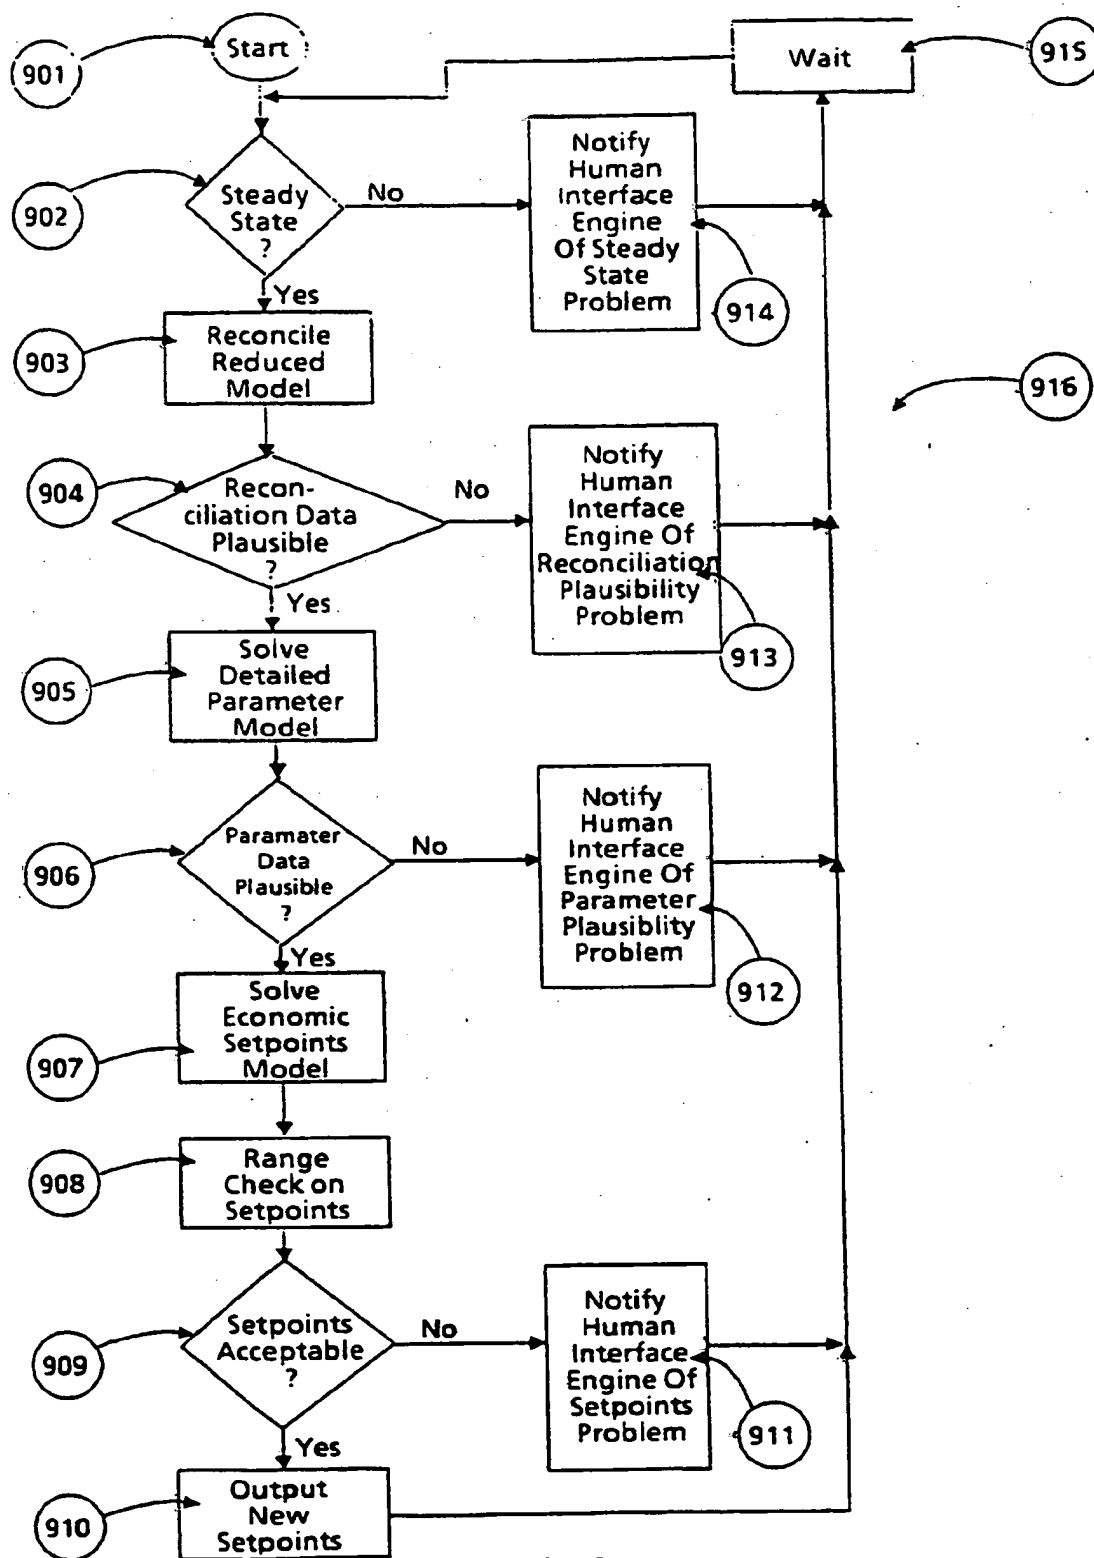 901
Start
Wait
915
902
Steady
State
?
No
Notify
Human
Interface
Engine
Of Steady
State
Problem
914
Yes
903
Reconcile
Reduced
Model
916
904
Recon-
ciliation Data
Plausible
?
No
Notify
Human
Interface
Engine Of
Reconciliation
Plausibility
Problem
913
Yes
905
Solve
Detailed
Parameter
Model
906
Paramater
Data
Plausible
?
No
Notify
Human
Interface
Engine Of
Parameter
Plausiblity
Problem
912
Yes
907
Solve
Economic
Setpoints
Model
908
Range
Check on
Setpoints
909
Setpoints
Acceptable
?
No
Notify
Human
Interface
Engine Of
Setpoints
Problem
911
Yes
910
Output
New
Setpoints